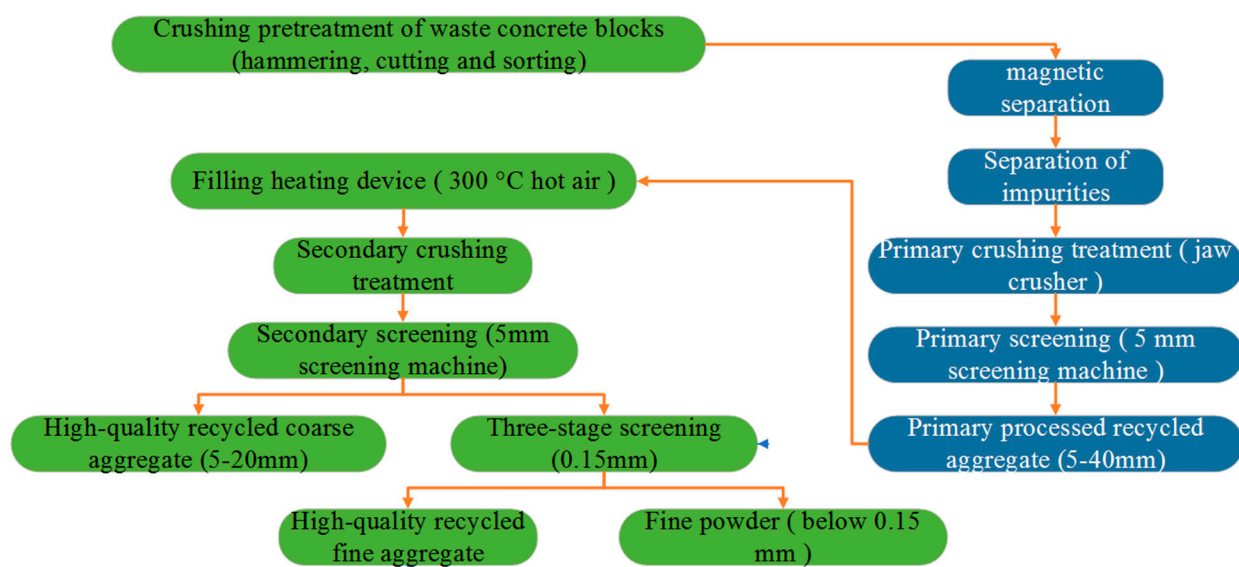 Crushing pretreatment of waste concrete blocks
(hammering, cutting and sorting)
magnetic
separation
Separation of
impurities
Primary crushing treatment ( jaw
crusher )
Primary screening ( 5 mm
screening machine )
Primary processed recycled
aggregate (5-40mm)
Filling heating device ( 300 °C hot air )
Secondary crushing
treatment
Secondary screening (5mm
screening machine)
High-quality recycled coarse
aggregate (5-20mm)
Three-stage screening
(0.15mm)
High-quality recycled
fine aggregate
Fine powder ( below 0.15
mm )